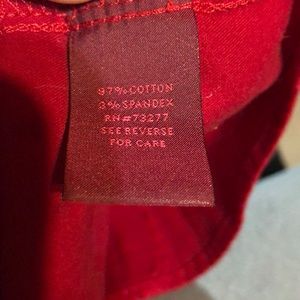 97% COTTON
3% SPANDEX
RN#73277
SEE REVERSE
FOR CARE